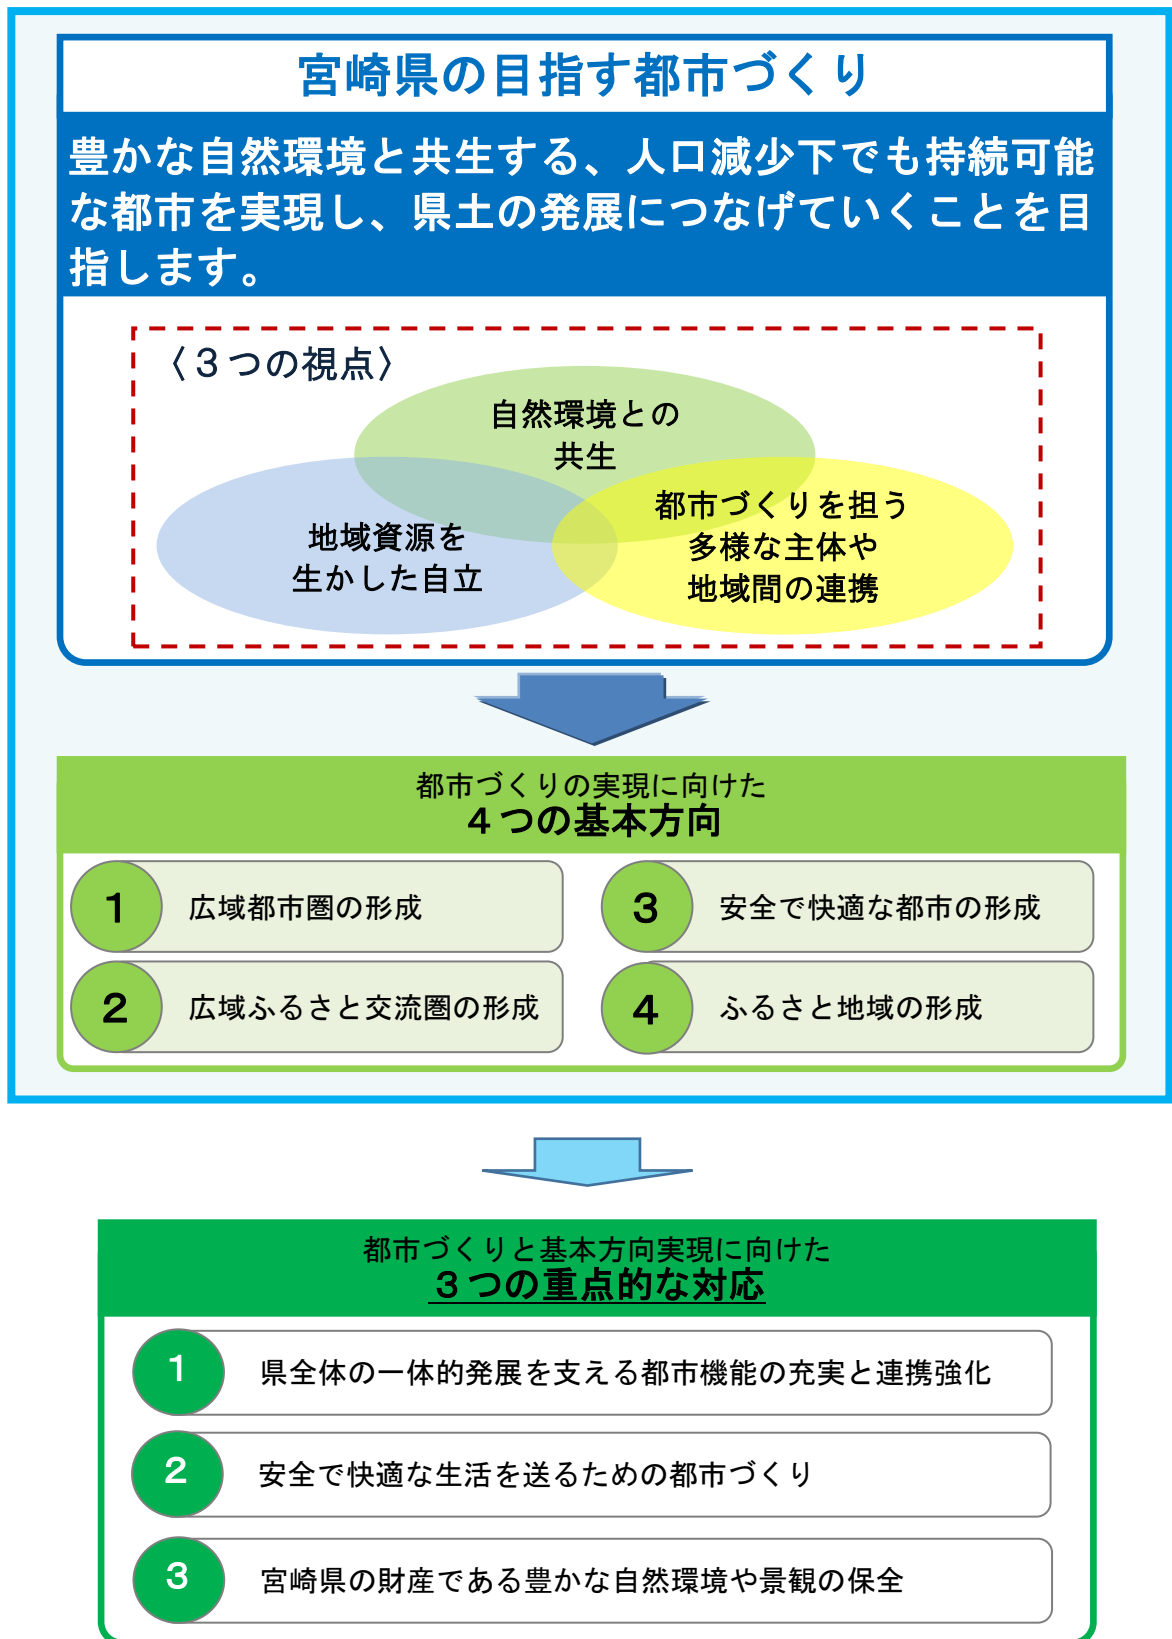 宮崎県の目指す都市づくり
豊かな自然環境と共生する、人口減少下でも持続可能
な都市を実現し、県土の発展につなげていくことを目
指します。
〈３つの視点〉
自然環境との
共生
地域資源を
生かした自立
都市づくりを担う
多様な主体や
地域間の連携
都市づくりの実現に向けた
４つの基本方向
１ 広域都市圏の形成
２ 広域ふるさと交流圏の形成
３ 安全で快適な都市の形成
４ ふるさと地域の形成
都市づくりと基本方向実現に向けた
３つの重点的な対応
１ 県全体の一体的発展を支える都市機能の充実と連携強化
２ 安全で快適な生活を送るための都市づくり
３ 宮崎県の財産である豊かな自然環境や景観の保全